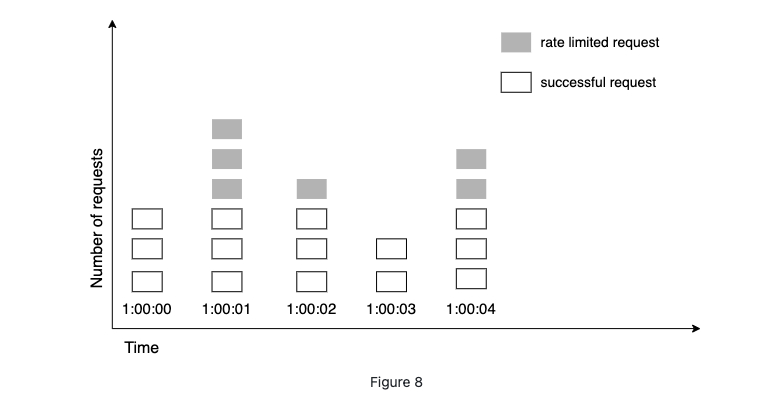 rate limited request
successful request
Number of requests
1:00:00 1:00:01 1:00:02 1:00:03 1:00:04
Time
Figure 8